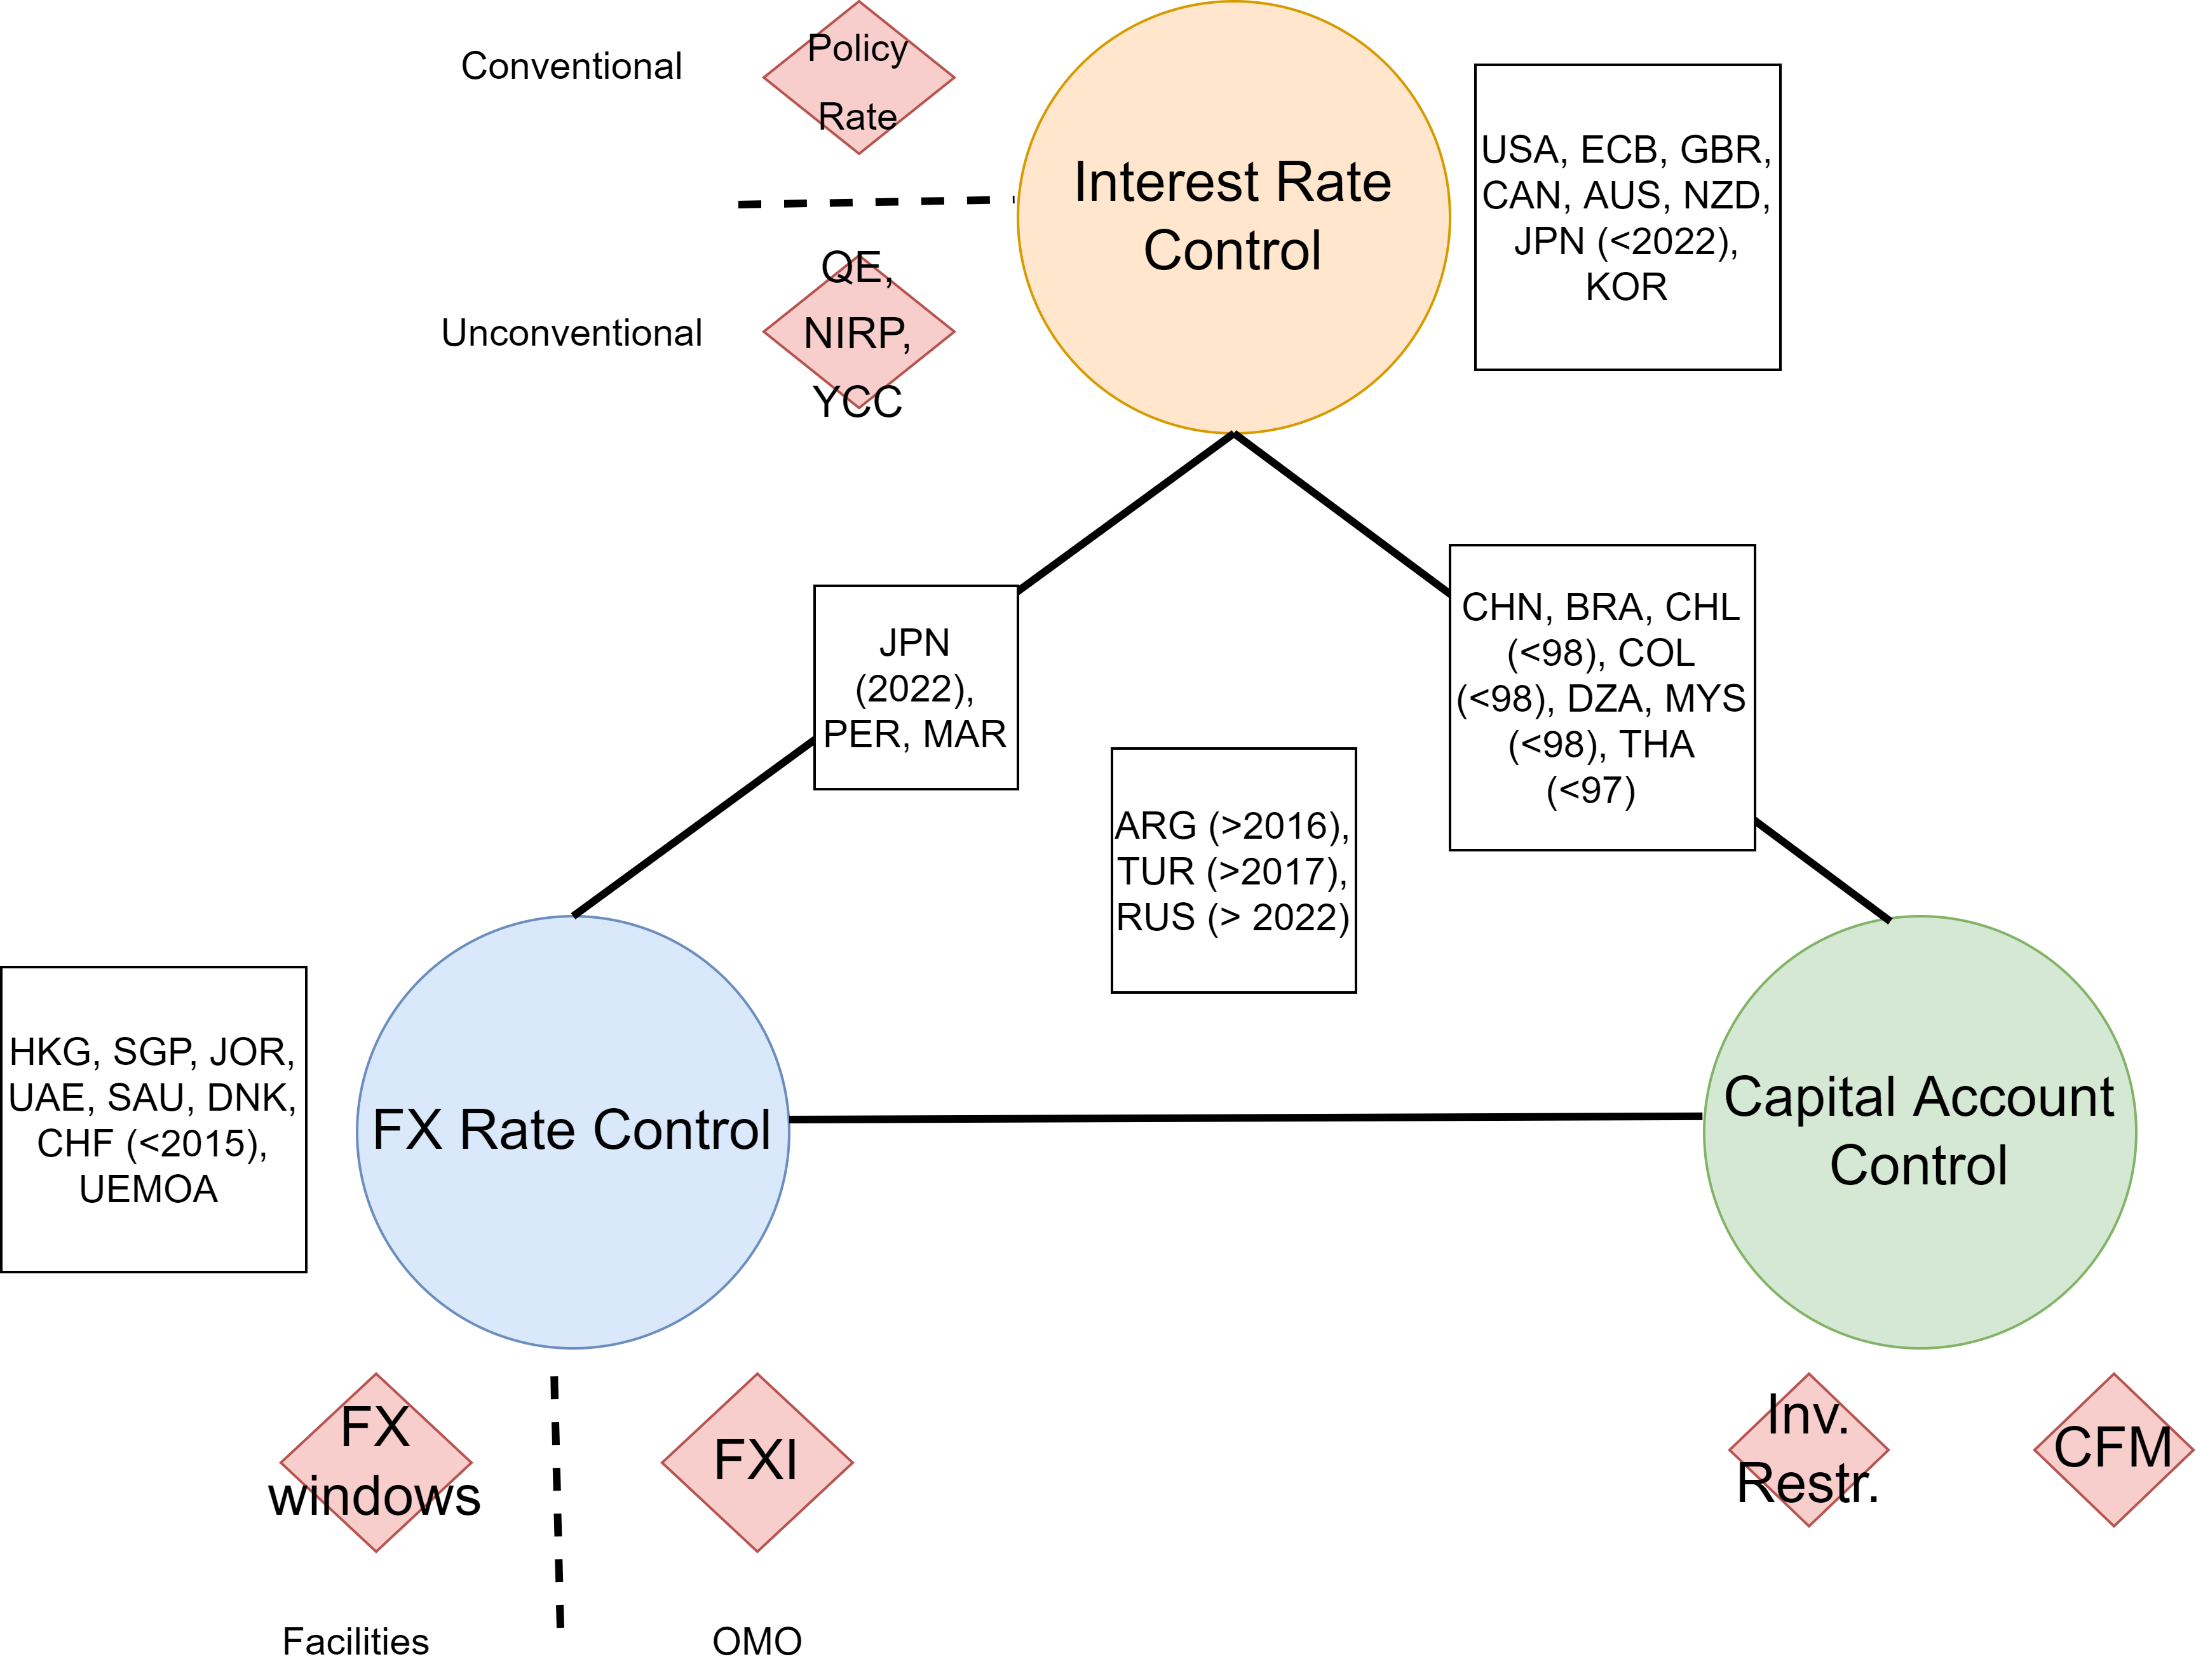 Conventional
Policy
Rate
Interest Rate
Control
USA, ECB, GBR,
CAN, AUS, NZD,
JPN (<2022),
KOR
Unconventional
QE,
NIRP,
YCC
JPN
(2022),
PER, MAR
CHN, BRA, CHL
(<98), COL
(<98), DZA, MYS
(<98), THA
(<97)
ARG (>2016),
TUR (>2017),
RUS (> 2022)
HKG, SGP, JOR,
UAE, SAU, DNK,
CHF (<2015),
UEMOA
FX Rate Control
Capital Account
Control
FX
windows
FXI
Inv.
Restr.
CFM
Facilities
OMO